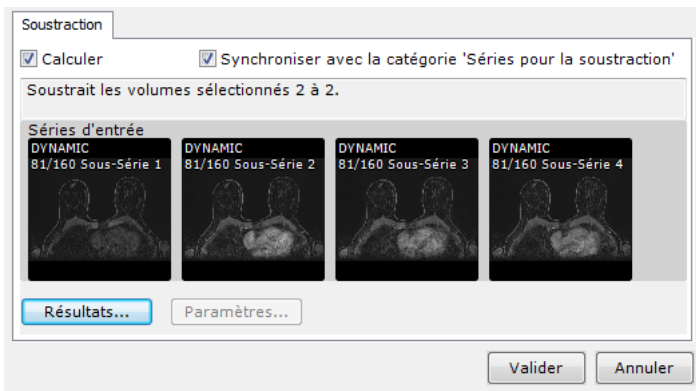 Soustraction
Calculer
Synchroniser avec la catégorie 'Séries pour la soustraction'
Soustrait les volumes sélectionnés 2 à 2.
Séries d'entrée
DYNAMIC
81/160 Sous-Série 1
DYNAMIC
81/160 Sous-Série 2
DYNAMIC
81/160 Sous-Série 3
DYNAMIC
81/160 Sous-Série 4
Résultats...
Paramètres...
Valider
Annuler